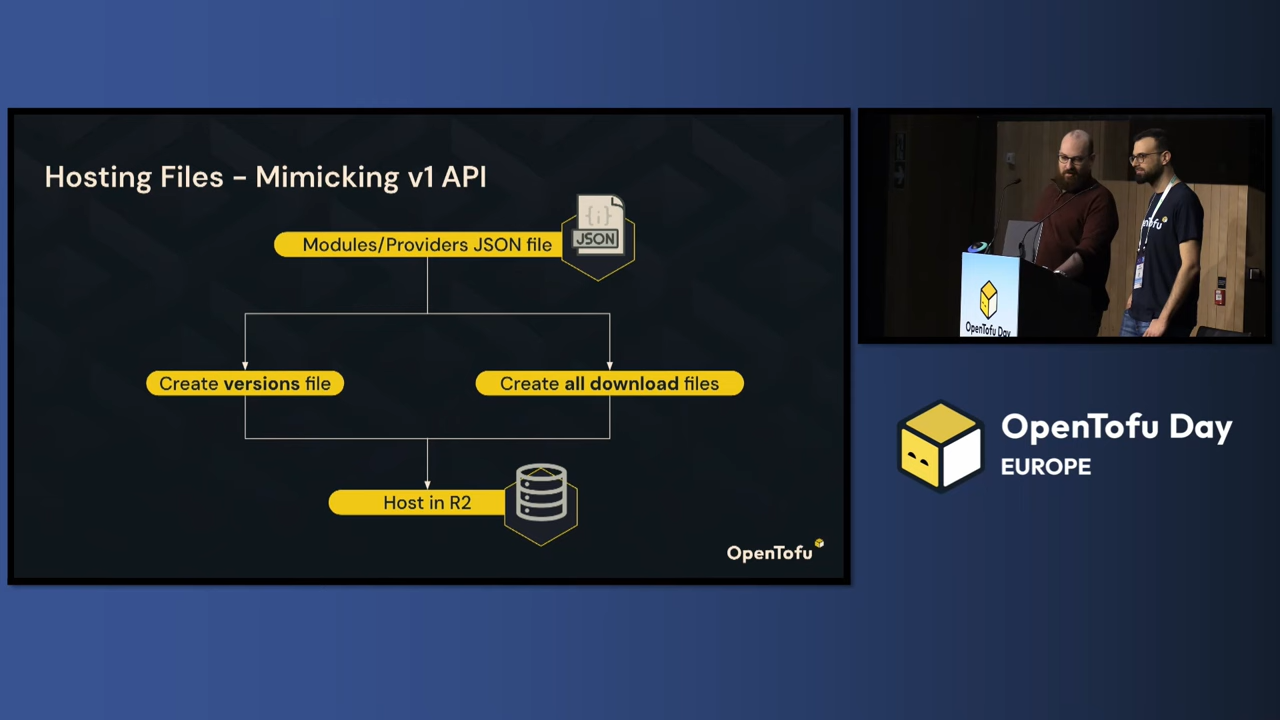 Hosting Files - Mimicking v1 API
Modules/Providers JSON file
{i}
JSON
Create versions file
Create all download files
Host in R2
OpenTofu
OpenTofu Day
OpenTofu Day
EUROPE